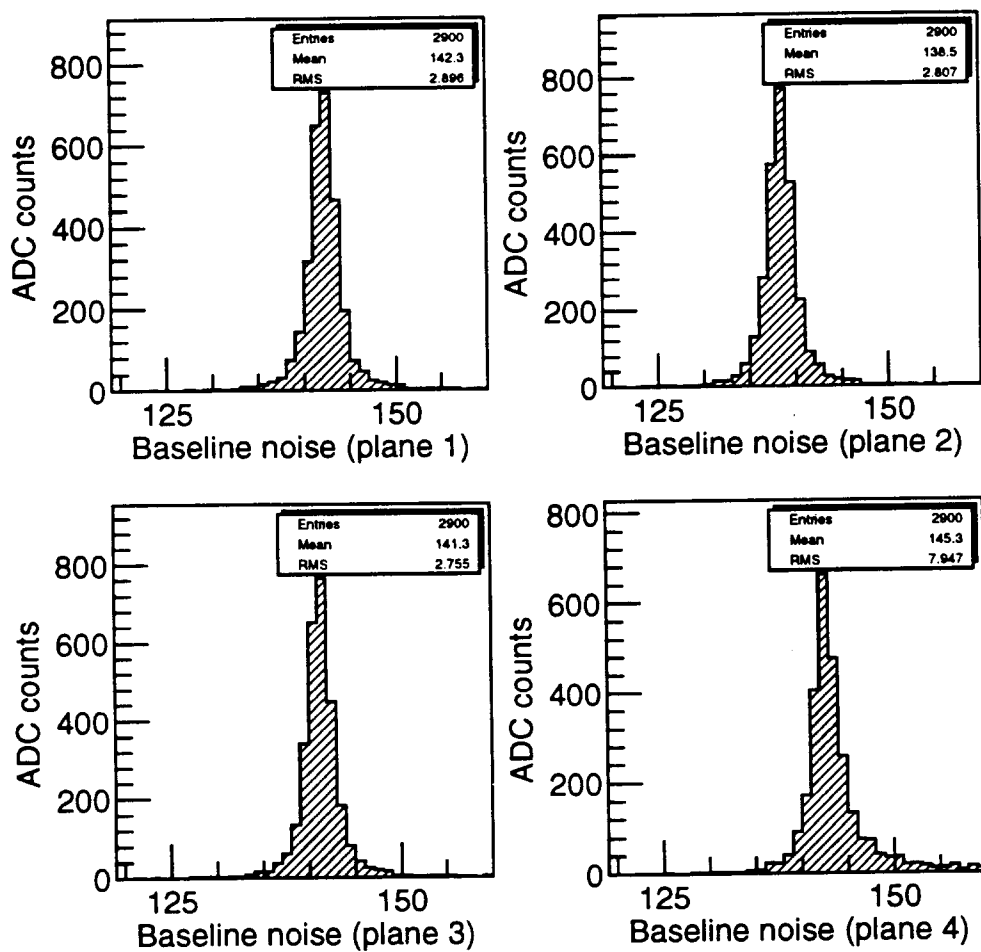 Entries 2900
Mean 142.3
RMS 2.896
800
600
400
200
0
ADC counts
125 150
Baseline noise (plane 1)
Entries 2900
Mean 138.5
RMS 2.807
800
600
400
200
0
ADC counts
125 150
Baseline noise (plane 2)
Entries 2900
Mean 141.3
RMS 2.755
800
600
400
200
0
ADC counts
125 150
Baseline noise (plane 3)
Entries 2900
Mean 145.3
RMS 7.947
800
600
400
200
0
ADC counts
125 150
Baseline noise (plane 4)